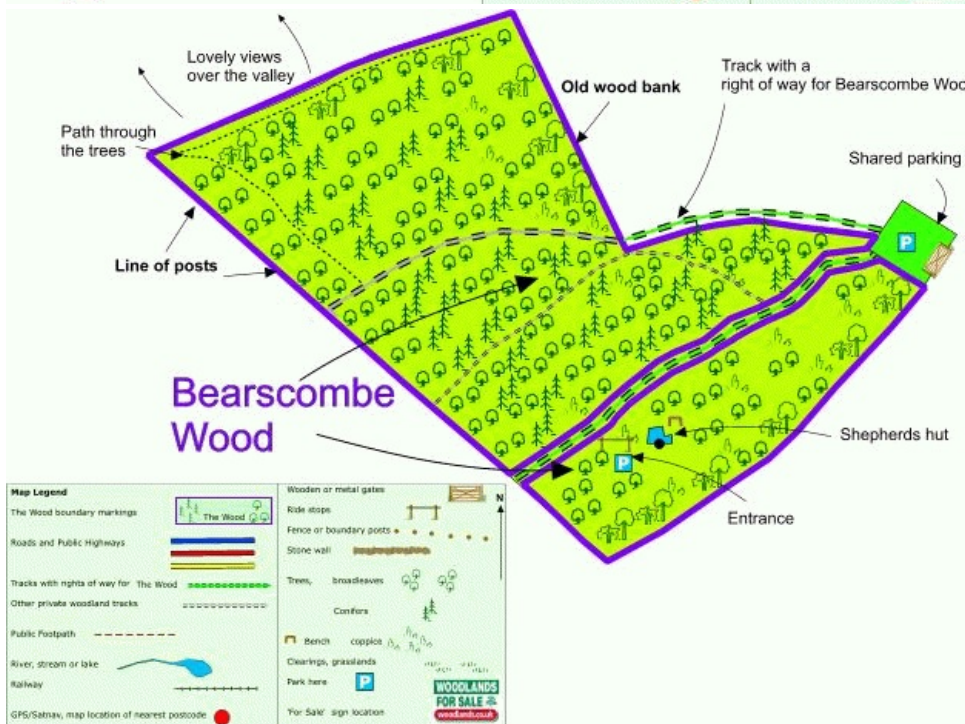 Lovely views
over the valley
Old wood bank
Track with a
right of way for Bearscombe Woo
Path through
the trees
Shared parking
P
Line of posts
Bearscombe
Wood
Shepherds hut
P
Entrance
Map Legend
The Wood boundary markings
The Wood
Roads and Public Highways
Tracks with rights of way for The Wood
Other private woodland tracks
Public Footpath
River, stream or lake
Railway
GPS/Satnav, map location of nearest postcode
Wooden or metal gates
N
Ride stops
Fence or boundary posts
Stone wall
Trees, broadleaves
Conifors
Bench coppice
Clearings, grasslands
Park here P
'For Sale' sign location
WOODLANDS
FOR SALE
woodlands.co.uk